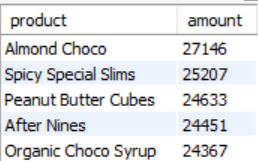 product amount
Almond Choco 27146
Spicy Special Slims 25207
Peanut Butter Cubes 24633
After Nines 24451
Organic Choco Syrup 24367